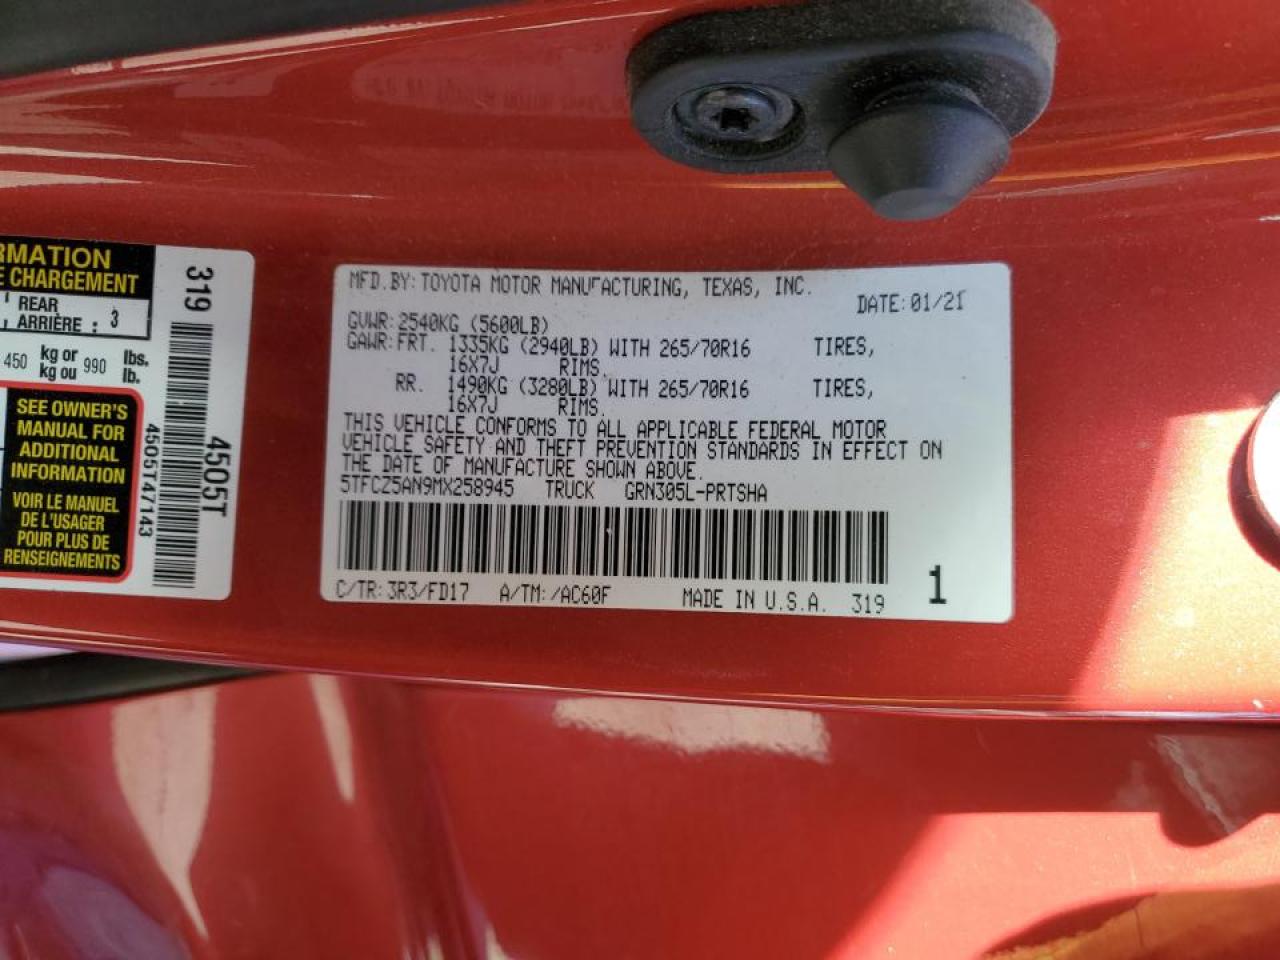 RMATION
E CHARGEMENT
REAR
ARRIÈRE : 3
450 kg or 990 lbs.
kg ou lb.
SEE OWNER'S
MANUAL FOR
ADDITIONAL
INFORMATION
VOIR LE MANUEL
DE L'USAGER
POUR PLUS DE
RENSEIGNEMENTS
319
4505T
4505T47143
MFD.BY: TOYOTA MOTOR MANUFACTURING, TEXAS, INC.
DATE: 01/21
GVWR: 2540KG (5600LB)
GAWR: FRT. 1335KG (2940LB) WITH 265/70R16 TIRES,
16X7J RIMS,
RR. 1490KG (3280LB) WITH 265/70R16 TIRES,
16X7J RIMS.
THIS VEHICLE CONFORMS TO ALL APPLICABLE FEDERAL MOTOR
VEHICLE SAFETY AND THEFT PREVENTION STANDARDS IN EFFECT ON
THE DATE OF MANUFACTURE SHOWN ABOVE.
5TFCZ5AN9MX258945 TRUCK GRN305L-PRTSHA
C/TR: 3R3/FD17 A/TM: /AC60F MADE IN U.S.A. 319
1